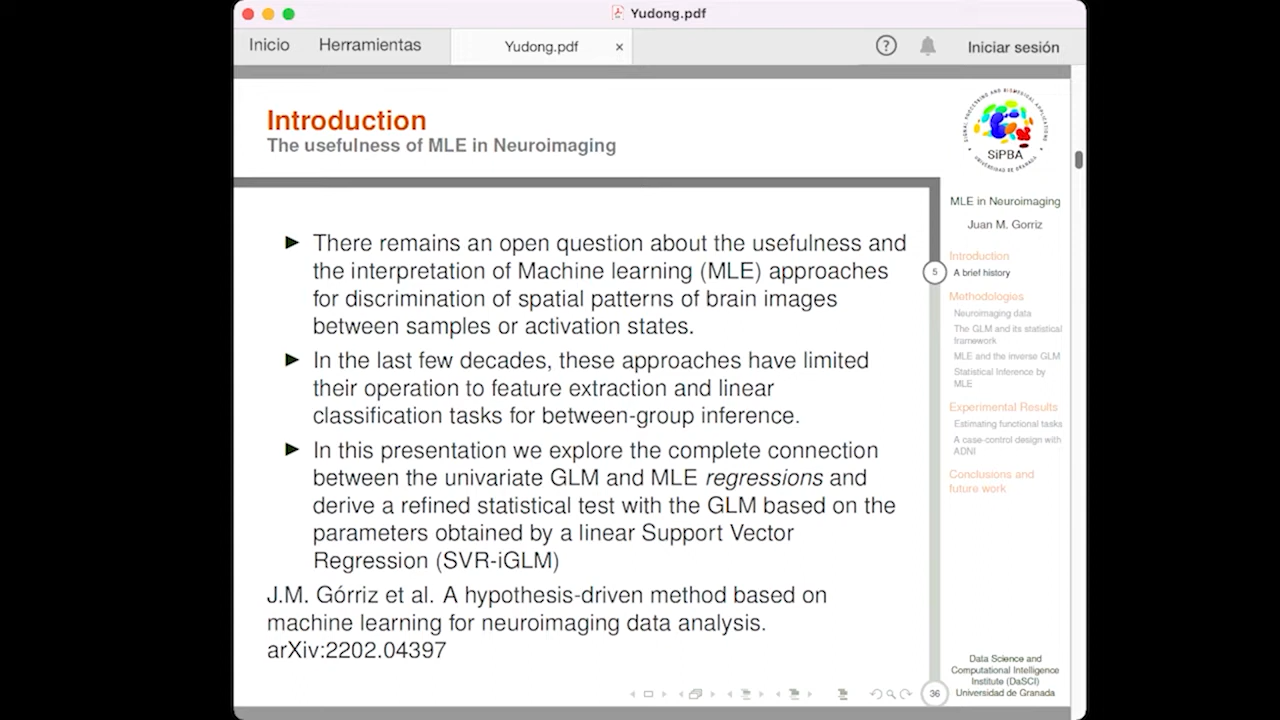 Yudong.pdf
Inicio
Herramientas
Yudong.pdf
×
?
Iniciar sesión
Introduction
The usefulness of MLE in Neuroimaging
SIGNAL PROCESSING AND BIOMEDICAL APPLICATIONS
SiPBA
UNIVERSIDAD DE GRANADA
► There remains an open question about the usefulness and
the interpretation of Machine learning (MLE) approaches
for discrimination of spatial patterns of brain images
between samples or activation states.
► In the last few decades, these approaches have limited
their operation to feature extraction and linear
classification tasks for between-group inference.
► In this presentation we explore the complete connection
between the univariate GLM and MLE regressions and
derive a refined statistical test with the GLM based on the
parameters obtained by a linear Support Vector
Regression (SVR-iGLM)
J.M. Górriz et al. A hypothesis-driven method based on
machine learning for neuroimaging data analysis.
arXiv:2202.04397
MLE in Neuroimaging
Juan M. Gorriz
Introduction
5
A brief history
Methodologies
Neuroimaging data
The GLM and its statistical
framework
MLE and the inverse GLM
Statistical Inference by
MLE
Experimental Results
Estimating functional tasks
A case-control design with
ADNI
Conclusions and
future work
Data Science and
Computational Intelligence
Institute (DaSCI)
Universidad de Granada
36